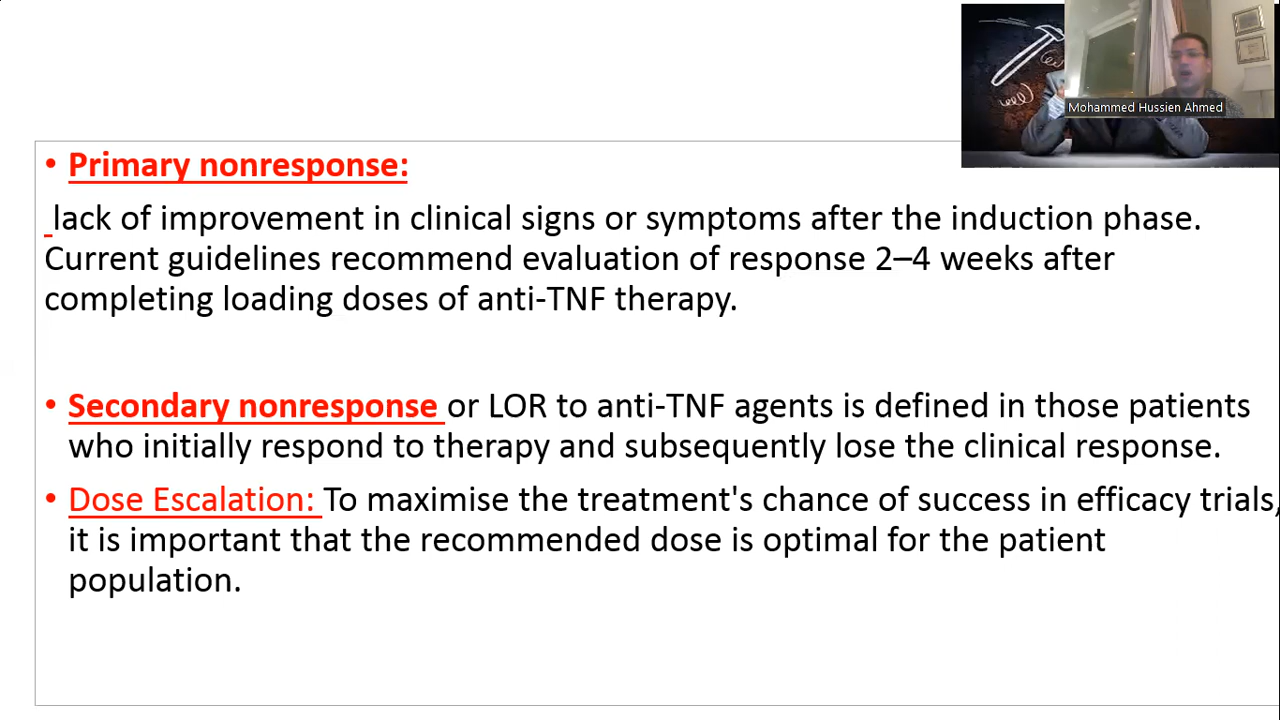 Mohammed Hussien Ahmed
• Primary nonresponse:
lack of improvement in clinical signs or symptoms after the induction phase.
Current guidelines recommend evaluation of response 2–4 weeks after
completing loading doses of anti-TNF therapy.
• Secondary nonresponse or LOR to anti-TNF agents is defined in those patients
who initially respond to therapy and subsequently lose the clinical response.
• Dose Escalation: To maximise the treatment's chance of success in efficacy trials,
it is important that the recommended dose is optimal for the patient
population.